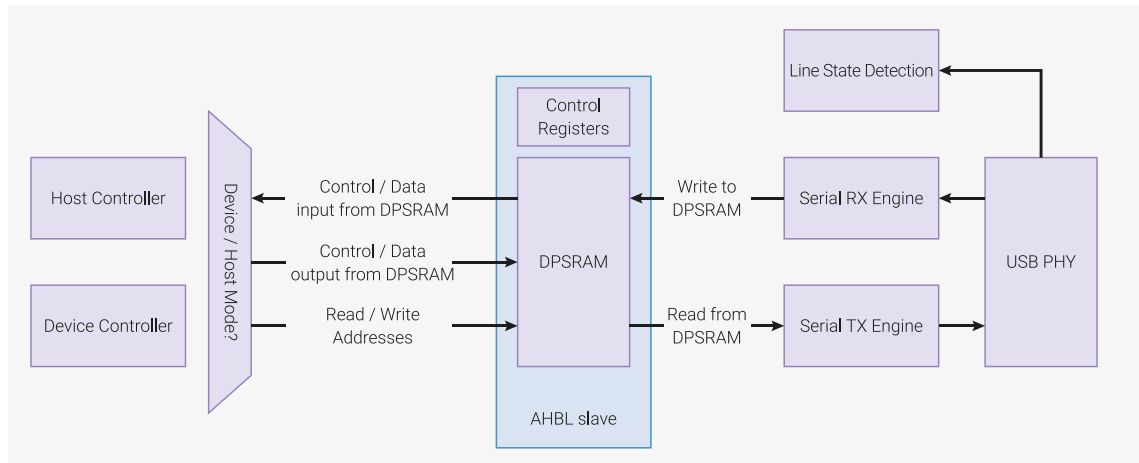 Host Controller
Device Controller
Device / Host Mode?
Control / Data
input from DPSRAM
Control / Data
output from DPSRAM
Read / Write
Addresses
Control
Registers
DPSRAM
AHBL slave
Write to
DPSRAM
Read from
DPSRAM
Line State Detection
Serial RX Engine
Serial TX Engine
USB PHY